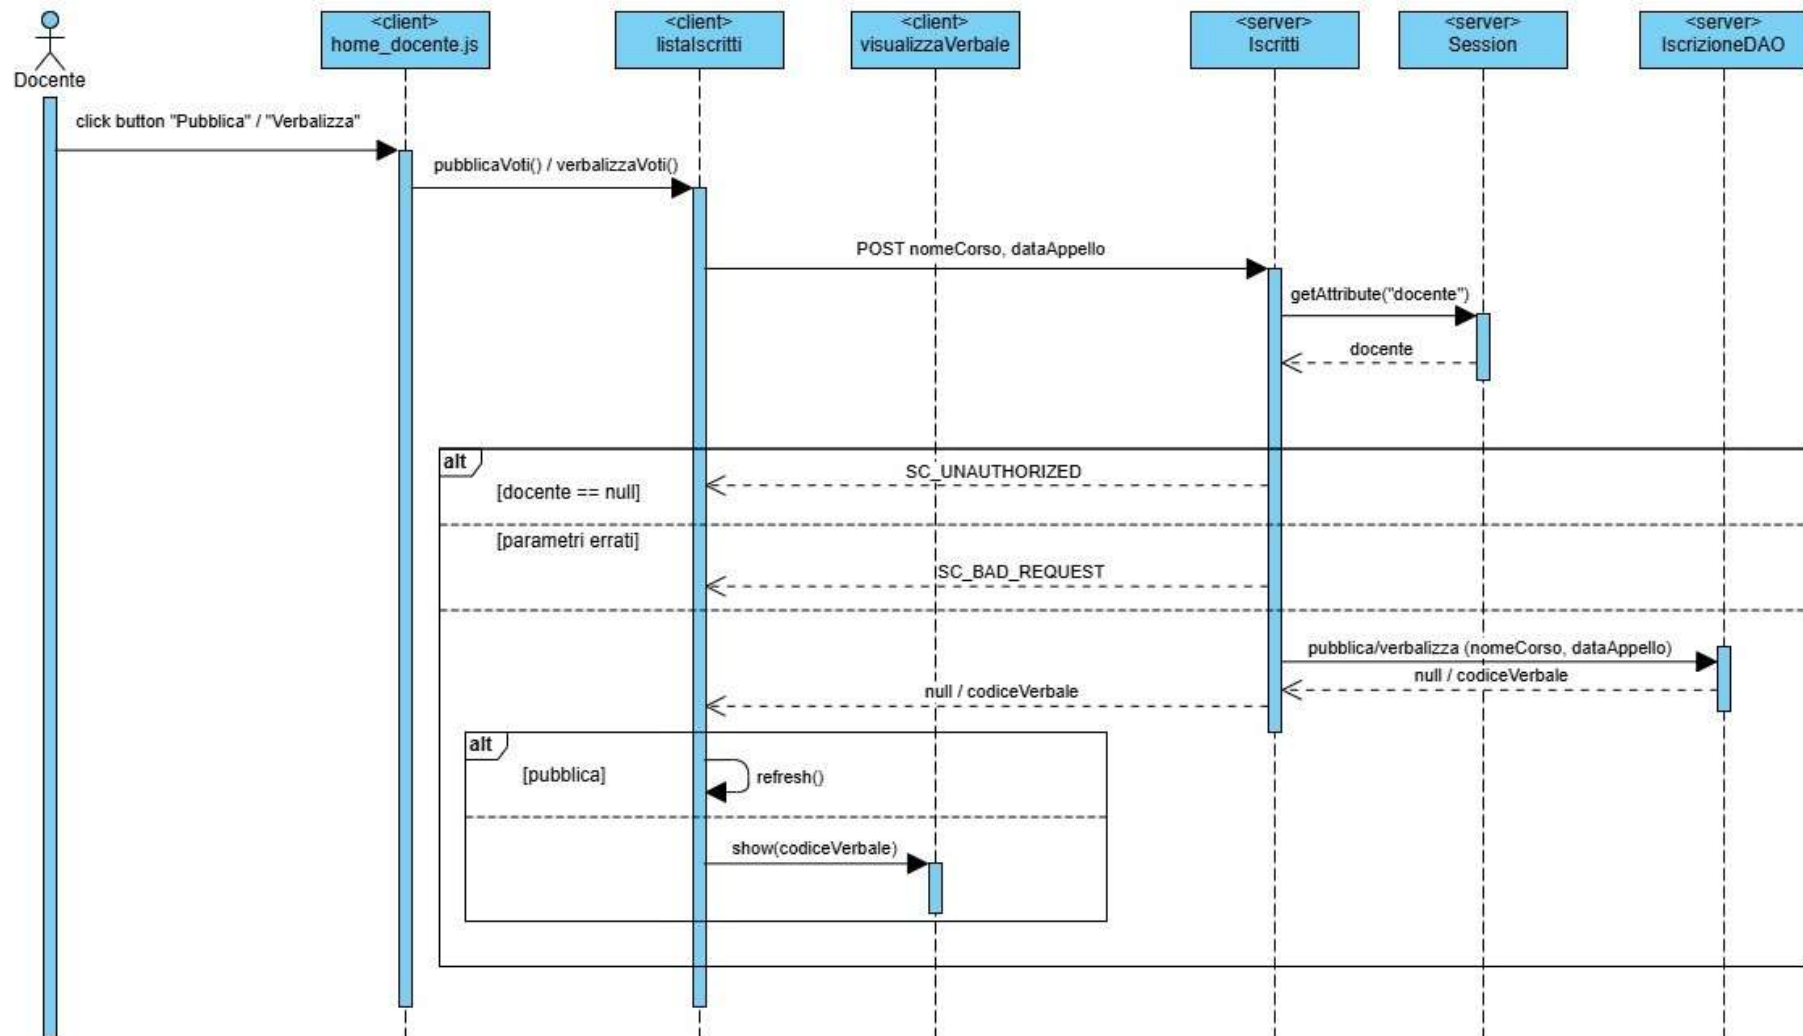 Docente
<client>
home_docente.js
<client>
listaIscritti
<client>
visualizzaVerbale
<server>
Iscritti
<server>
Session
<server>
IscrizioneDAO
click button "Pubblica" / "Verbalizza"
pubblicaVoti() / verbalizzaVoti()
POST nomeCorso, dataAppello
getAttribute("docente")
docente
alt
SC_UNAUTHORIZED
[docente == null]
[parametri errati]
SC_BAD_REQUEST
pubblica/verbalizza (nomeCorso, dataAppello)
null / codiceVerbale
null / codiceVerbale
alt
[pubblica]
refresh()
show(codiceVerbale)